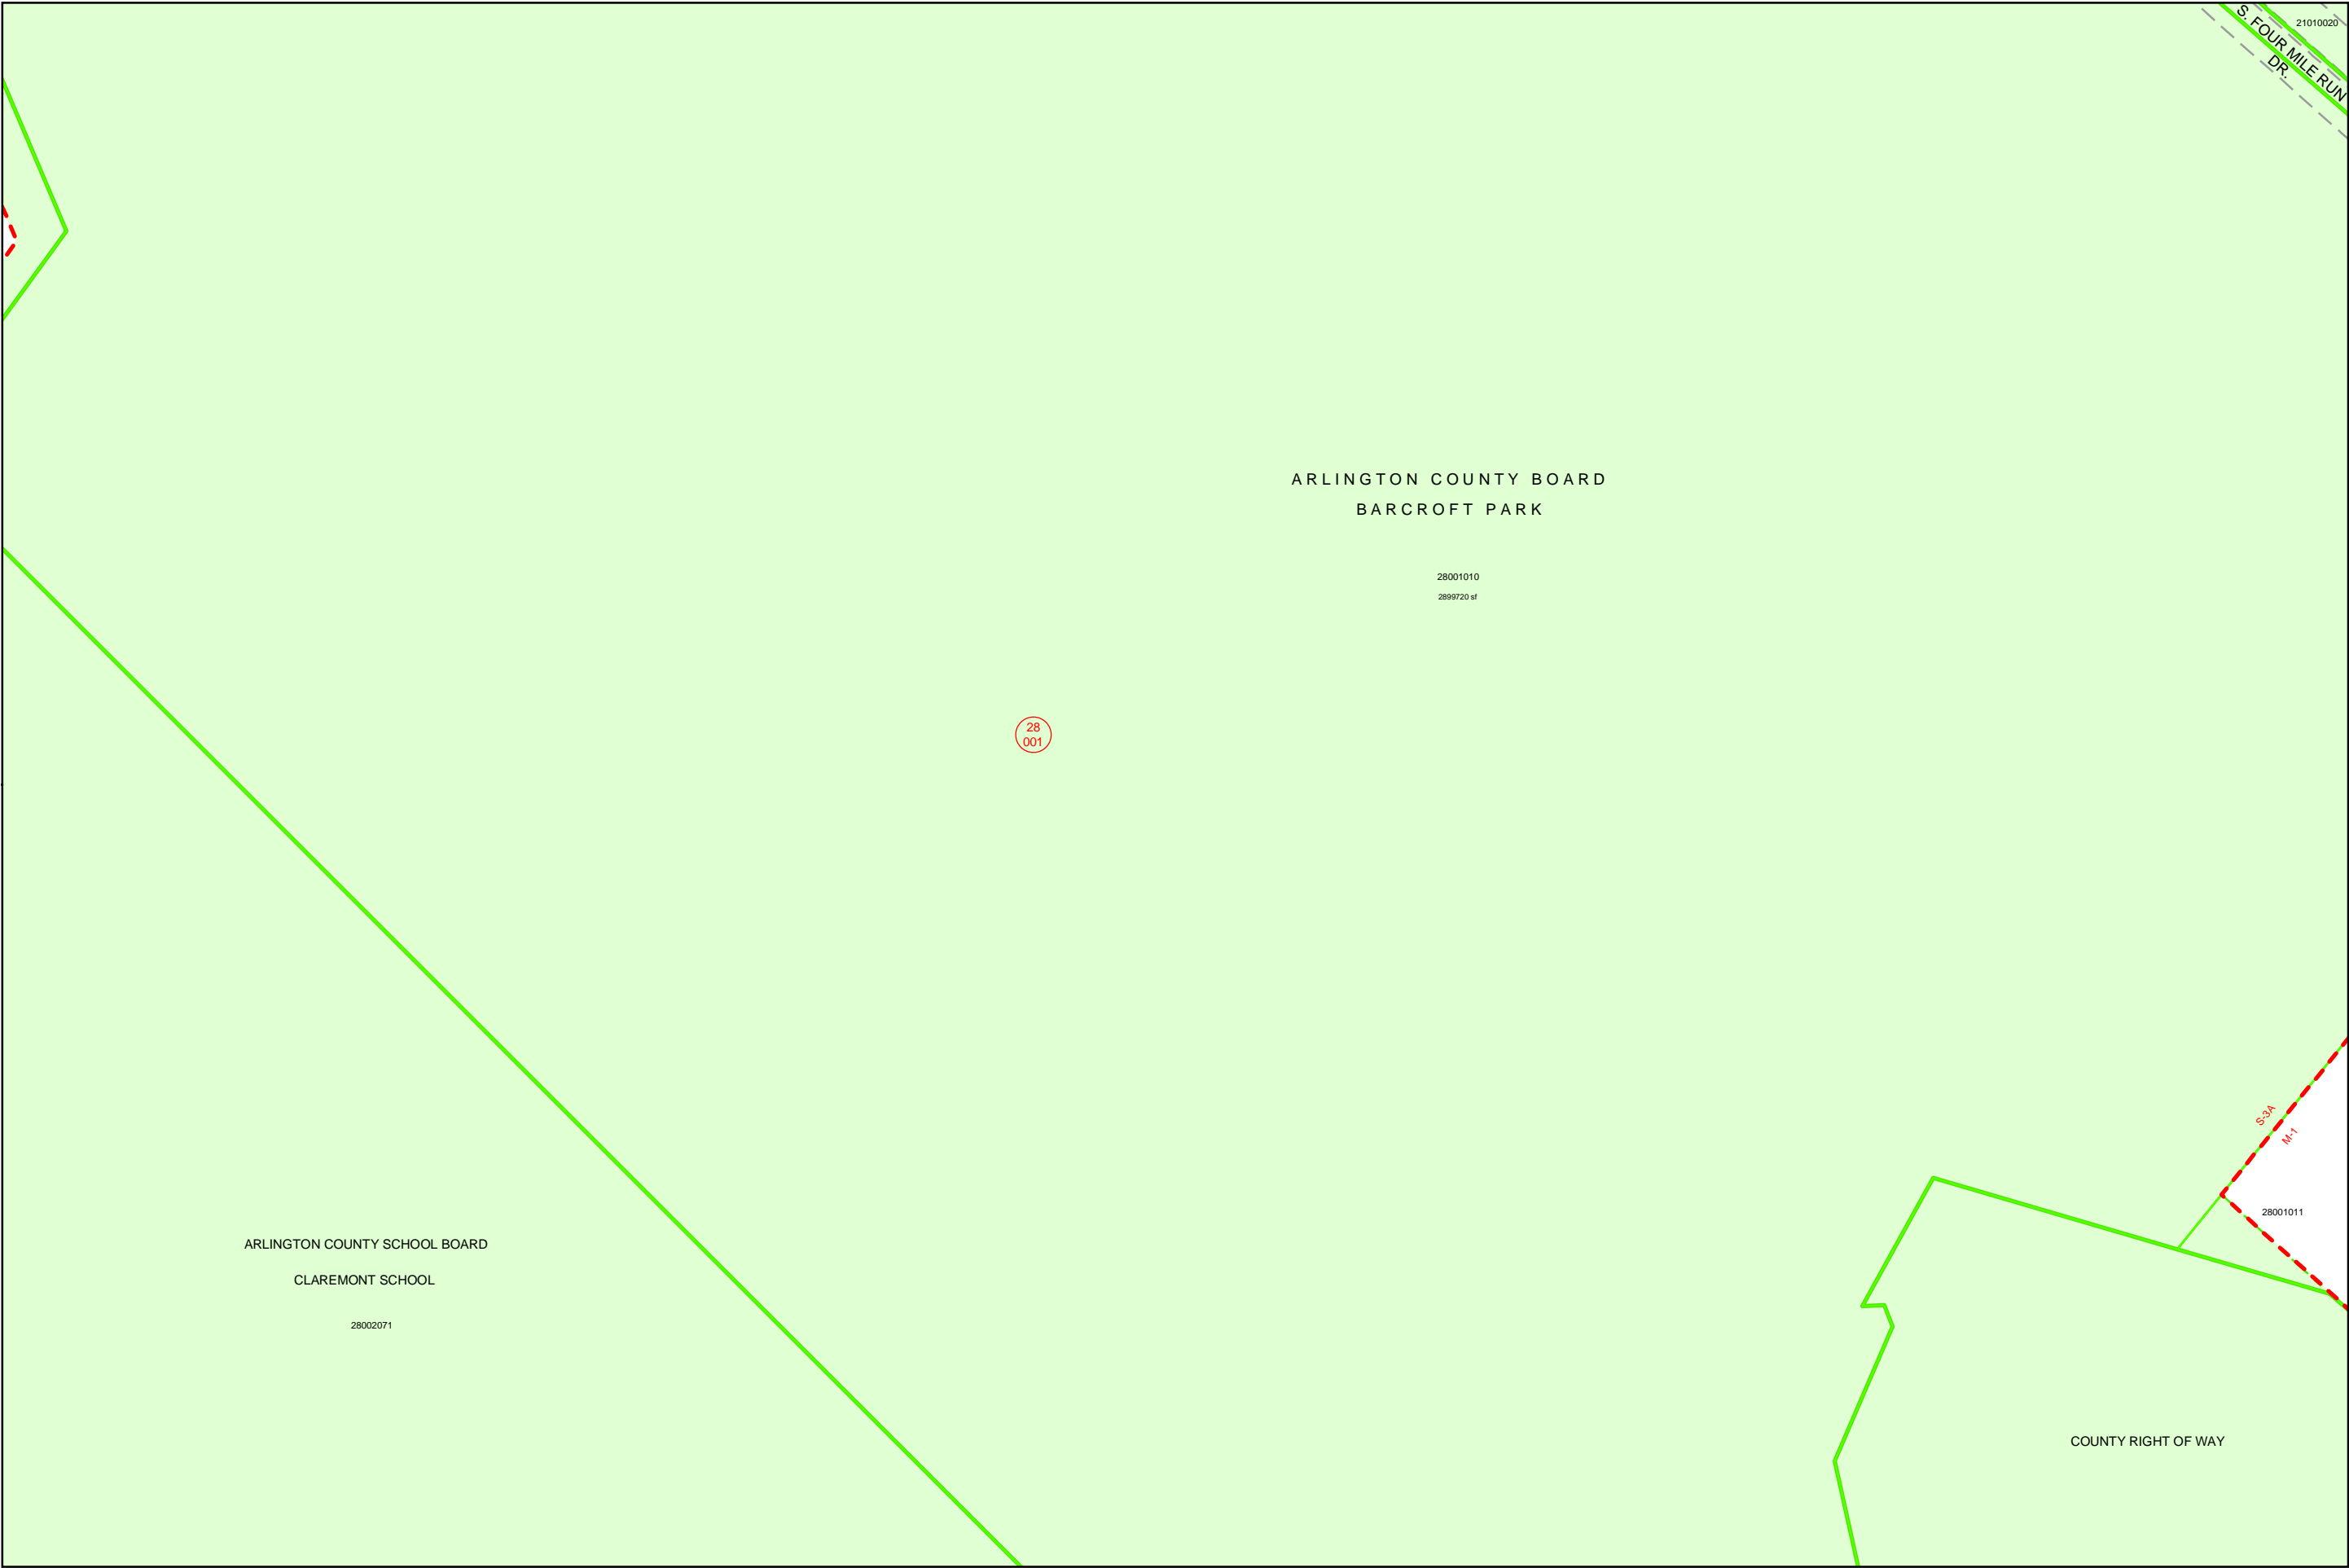 21010020
S. FOUR MILE RUN
DR.
ARLINGTON COUNTY BOARD
BARCROFT PARK
28001010
2899720 sf
28
001
S-3A
M-1
28001011
ARLINGTON COUNTY SCHOOL BOARD
CLAREMONT SCHOOL
28002071
COUNTY RIGHT OF WAY